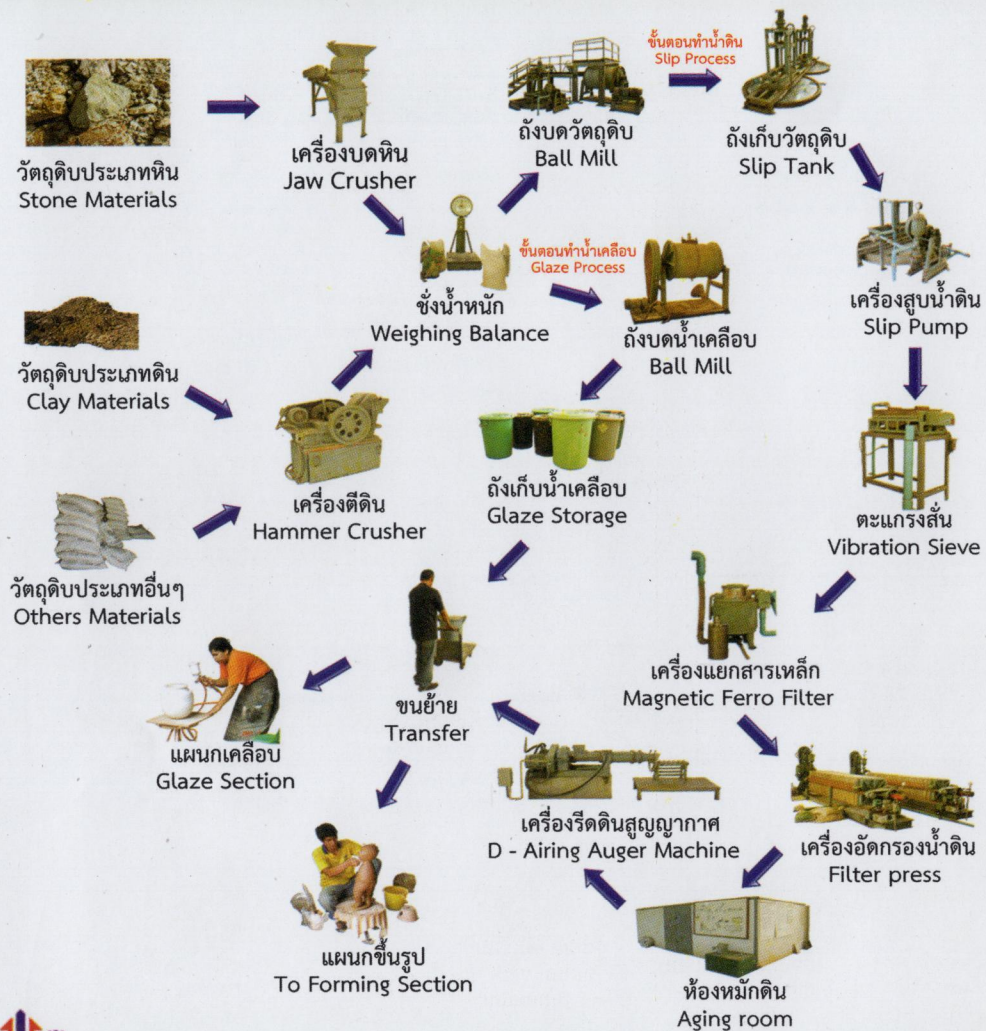 ขั้นตอนทำน้ำดิน
Slip Process
วัตถุดิบประเภทหิน
Stone Materials
เครื่องบดหิน
Jaw Crusher
ถังบดวัตถุดิบ
Ball Mill
ถังเก็บวัตถุดิบ
Slip Tank
ขั้นตอนทำน้ำเคลือบ
Glaze Process
ชั่งน้ำหนัก
Weighing Balance
ถังบดน้ำเคลือบ
Ball Mill
เครื่องสูบน้ำดิน
Slip Pump
วัตถุดิบประเภทดิน
Clay Materials
เครื่องตีดิน
Hammer Crusher
ถังเก็บน้ำเคลือบ
Glaze Storage
ตะแกรงสั่น
Vibration Sieve
วัตถุดิบประเภทอื่นๆ
Others Materials
ขนย้าย
Transfer
เครื่องแยกสารเหล็ก
Magnetic Ferro Filter
แผนกเคลือบ
Glaze Section
เครื่องรีดดินสูญญากาศ
D - Airing Auger Machine
เครื่องอัดกรองน้ำดิน
Filter press
แผนกขึ้นรูป
To Forming Section
ห้องหมักดิน
Aging room